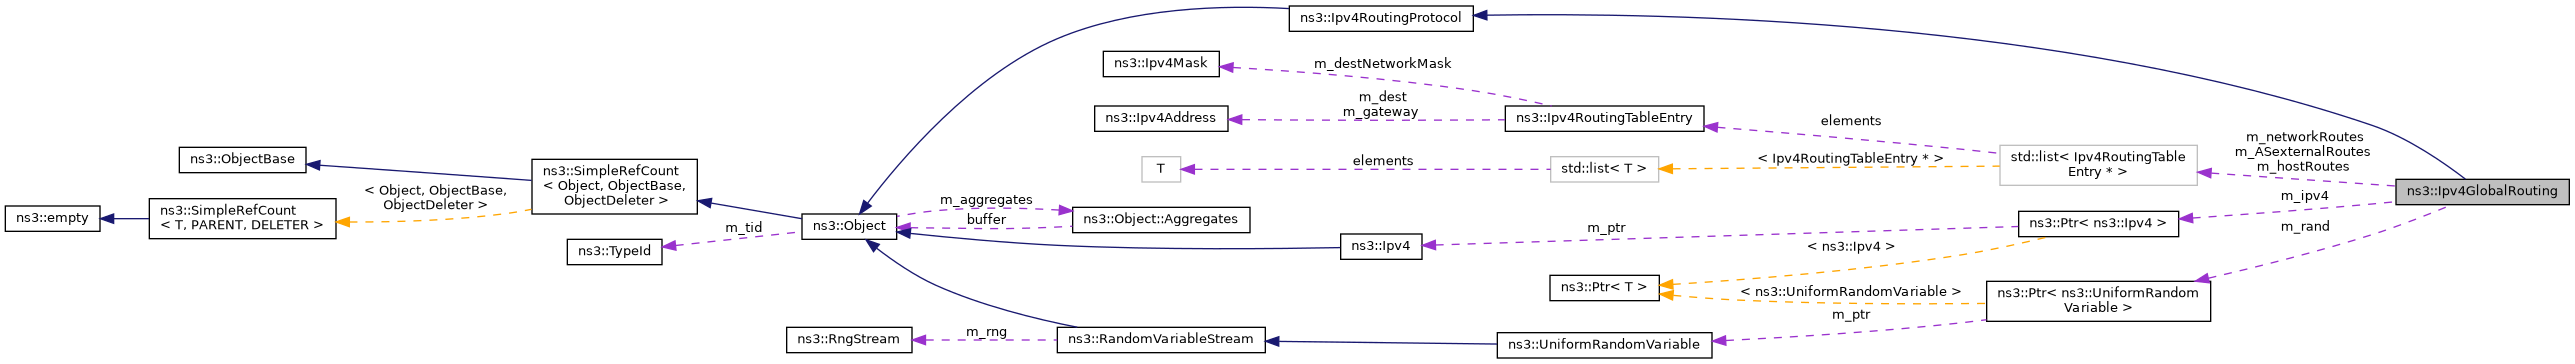 ns3::Ipv4RoutingProtocol
ns3::Ipv4Mask
m_destNetworkMask
m_dest
m_gateway
ns3::Ipv4Address
ns3::Ipv4RoutingTableEntry
elements
m_networkRoutes
m_ASexternalRoutes
m_hostRoutes
T
elements
std::list< T >
< Ipv4RoutingTableEntry * >
std::list< Ipv4RoutingTable
Entry * >
ns3::Ipv4GlobalRouting
ns3::ObjectBase
ns3::SimpleRefCount
< Object, ObjectBase,
ObjectDeleter >
< Object, ObjectBase,
ObjectDeleter >
ns3::empty
ns3::SimpleRefCount
< T, PARENT, DELETER >
m_tid
ns3::TypeId
ns3::Object
m_aggregates
buffer
ns3::Object::Aggregates
ns3::Ipv4
m_ptr
ns3::Ptr< ns3::Ipv4 >
m_ipv4
m_rand
< ns3::Ipv4 >
ns3::Ptr< T >
< ns3::UniformRandomVariable >
ns3::Ptr< ns3::UniformRandom
Variable >
m_ptr
ns3::RngStream
m_rng
ns3::RandomVariableStream
ns3::UniformRandomVariable